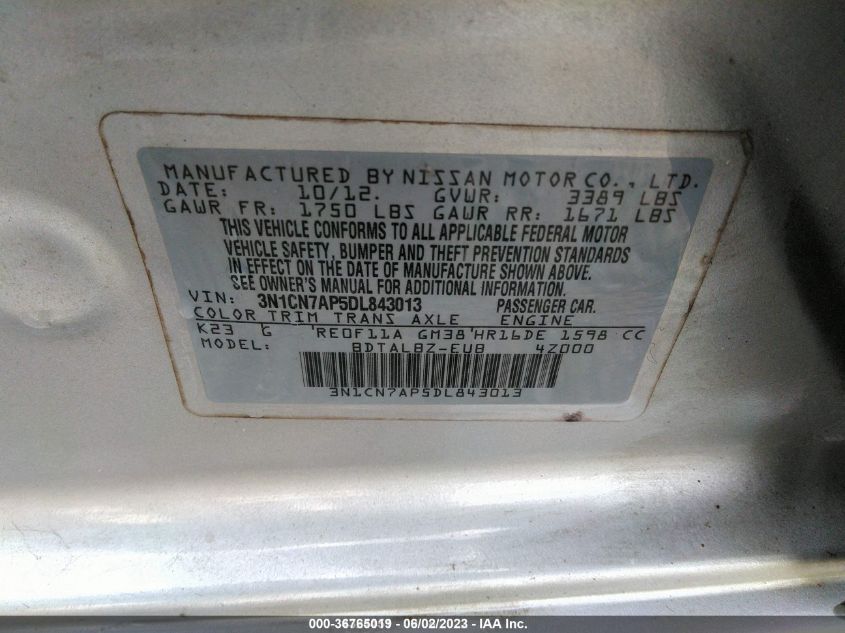 MANUFACTURED BY NISSAN MOTOR CO., LTD.
DATE: 10/12. GVWR: 3389 LBS
GAWR FR: 1750 LBS GAWR RR: 1671 LBS
THIS VEHICLE CONFORMS TO ALL APPLICABLE FEDERAL MOTOR
VEHICLE SAFETY, BUMPER AND THEFT PREVENTION STANDARDS
IN EFFECT ON THE DATE OF MANUFACTURE SHOWN ABOVE.
SEE OWNER'S MANUAL FOR ADDITIONAL INFORMATION.
VIN: 3N1CN7AP5DL843013 PASSENGER CAR.
COLOR TRIM TRANS AXLE ENGINE
K23 G 'RE0F11A GM38'HR16DE 1598 CC
MODEL: BDTALBZ-EUB 4Z000
3N1CN7AP5DL843013
000-36765019 - 06/02/2023 - IAA Inc.